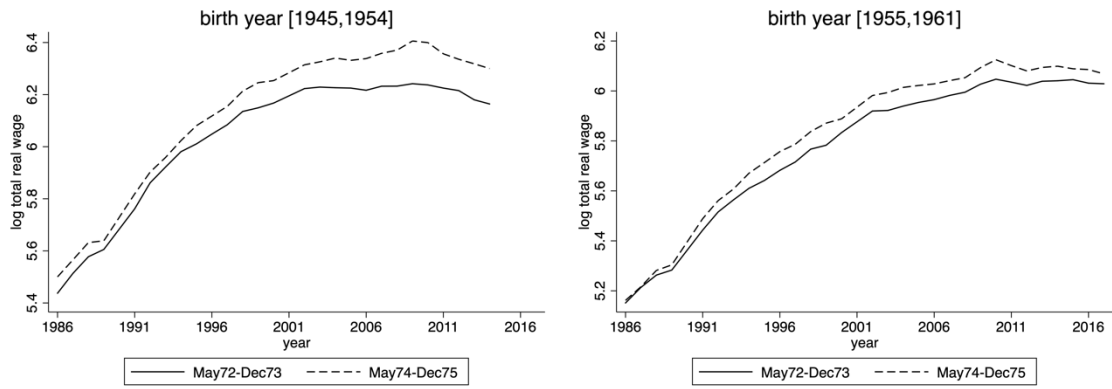 birth year [1945,1954]
log total real wage
6.4
6.2
6
5.8
5.6
5.4
1986 1991 1996 2001 2006 2011 2016
year
May72-Dec73 May74-Dec75
birth year [1955,1961]
log total real wage
6.2
6
5.8
5.6
5.4
5.2
1986 1991 1996 2001 2006 2011 2016
year
May72-Dec73 May74-Dec75